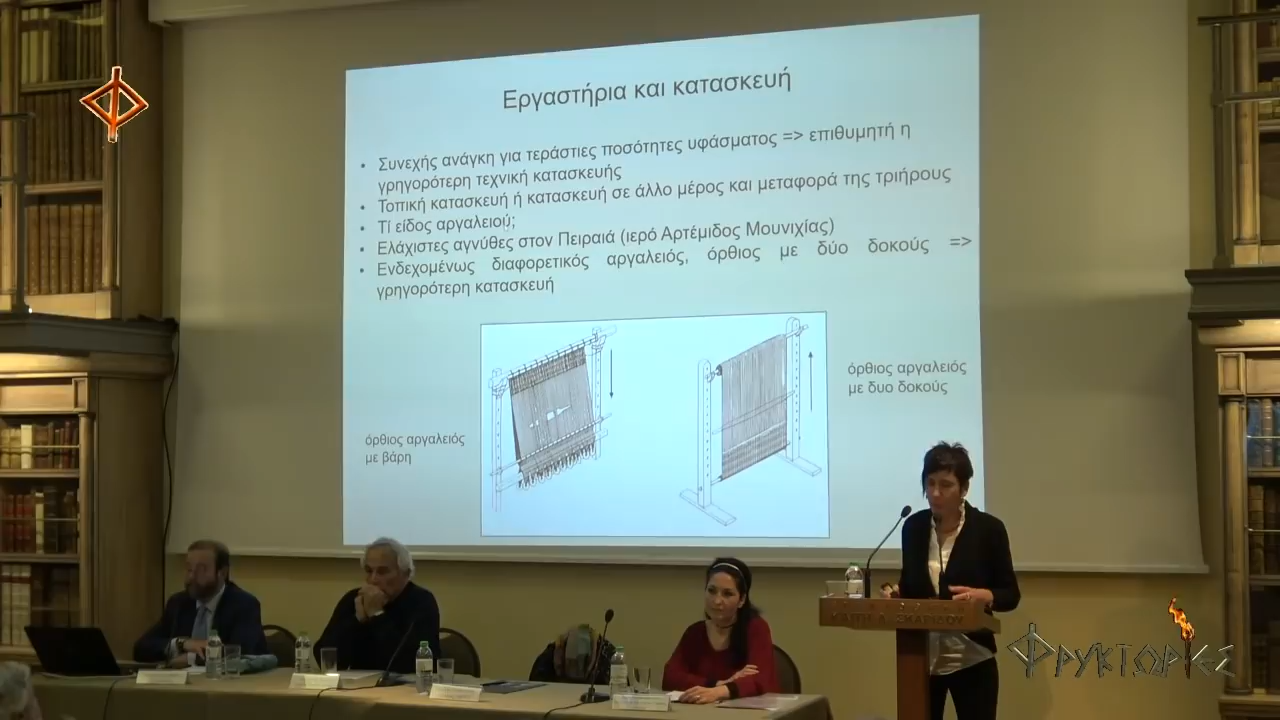 Εργαστήρια και κατασκευή
• Συνεχής ανάγκη για τεράστιες ποσότητες υφάσματος => επιθυμητή η
γρηγορότερη τεχνική κατασκευής
• Τοπική κατασκευή ή κατασκευή σε άλλο μέρος και μεταφορά της τριήρους
• Τί είδος αργαλειού;
• Ελάχιστες αγνύθες στον Πειραιά (ιερό Αρτέμιδος Μουνιχίας)
• Ενδεχομένως διαφορετικός αργαλειός, όρθιος με δύο δοκούς =>
γρηγορότερη κατασκευή
όρθιος αργαλειός
με δυο δοκούς
όρθιος αργαλειός
με βάρη
Φ
ΦΡΥΚΤΩΡΙΕΣ